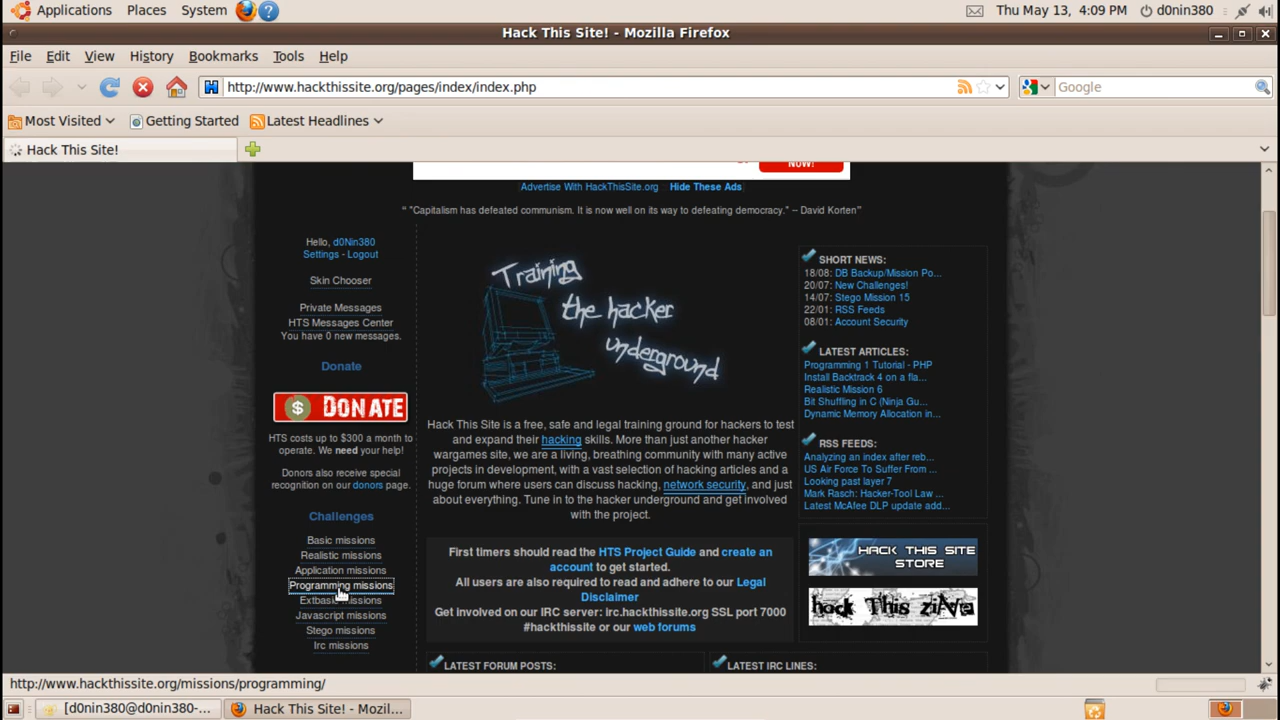 Applications Places System Thu May 13, 4:09 PM d0nin380
Hack This Site! - Mozilla Firefox
File Edit View History Bookmarks Tools Help
http://www.hackthissite.org/pages/index/index.php Google
Most Visited Getting Started Latest Headlines
Hack This Site!
NOW!
Advertise With HackThisSite.org Hide These Ads
“ "Capitalism has defeated communism. It is now well on its way to defeating democracy." – David Korten”
Hello, d0Nin380
Settings - Logout
Skin Chooser
Private Messages
HTS Messages Center
You have 0 new messages.
Donate
$ DONATE
HTS costs up to $300 a month to
operate. We need your help!
Donors also receive special
recognition on our donors page.
Challenges
Basic missions
Realistic missions
Application missions
Programming missions
Extbasic missions
Javascript missions
Stego missions
Irc missions
Training
the hacker
underground
Hack This Site is a free, safe and legal training ground for hackers to test
and expand their hacking skills. More than just another hacker
wargames site, we are a living, breathing community with many active
projects in development, with a vast selection of hacking articles and a
huge forum where users can discuss hacking, network security, and just
about everything. Tune in to the hacker underground and get involved
with the project.
First timers should read the HTS Project Guide and create an
account to get started.
All users are also required to read and adhere to our Legal
Disclaimer
Get involved on our IRC server: irc.hackthissite.org SSL port 7000
#hackthissite or our web forums
LATEST FORUM POSTS: LATEST IRC LINES:
SHORT NEWS:
18/08: DB Backup/Mission Po...
20/07: New Challenges!
14/07: Stego Mission 15
22/01: RSS Feeds
08/01: Account Security
LATEST ARTICLES:
Programming 1 Tutorial - PHP
Install Backtrack 4 on a fla...
Realistic Mission 6
Bit Shuffling in C (Ninja Gu...
Dynamic Memory Allocation in...
RSS FEEDS:
Analyzing an index after reb...
US Air Force To Suffer From ...
Looking past layer 7
Mark Rasch: Hacker-Tool Law ...
Latest McAfee DLP update add...
HACK THIS SITE
STORE
hack This ziNa
http://www.hackthissite.org/missions/programming/
[d0nin380@d0nin380-... Hack This Site! - Mozil...